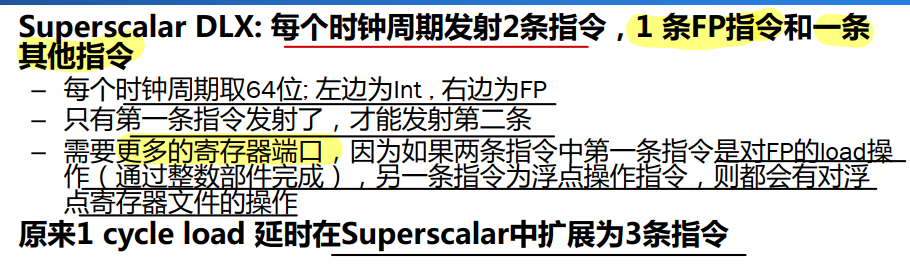 Superscalar DLX: 每个时钟周期发射2条指令，1 条FP指令和一条
其他指令
– 每个时钟周期取64位; 左边为Int , 右边为FP
– 只有第一条指令发射了，才能发射第二条
– 需要更多的寄存器端口，因为如果两条指令中第一条指令是对FP的load操
作（通过整数部件完成），另一条指令为浮点操作指令，则都会有对浮
点寄存器文件的操作
原来1 cycle load 延时在Superscalar中扩展为3条指令